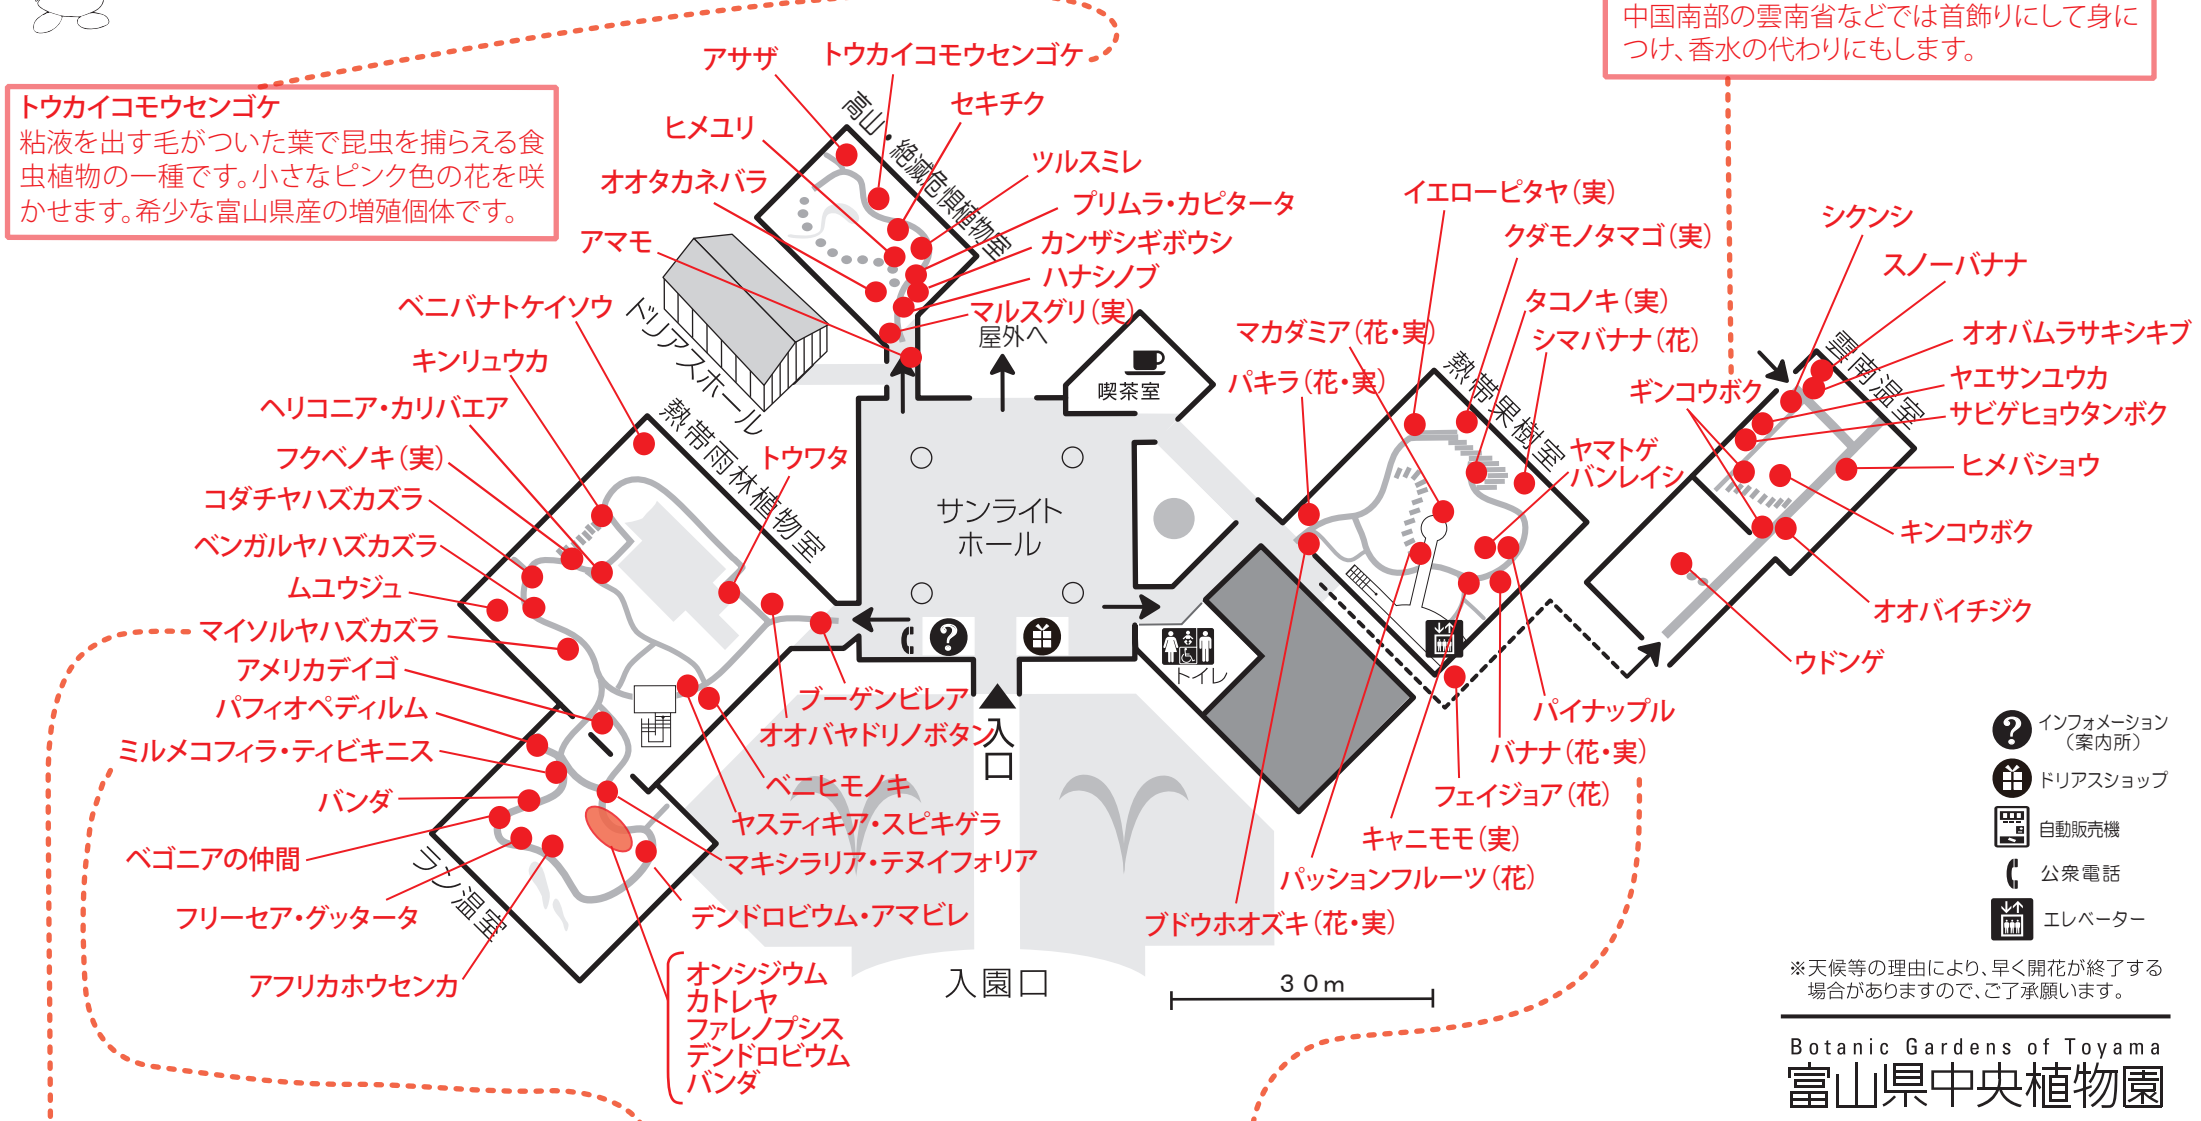 中国南部の雲南省などでは首飾りにして身に
つけ、香水の代わりにもします。
トウカイコモウセンゴケ
粘液を出す毛がついた葉で昆虫を捕らえる食
虫植物の一種です。小さなピンク色の花を咲
かせます。希少な富山県産の増殖個体です。
アサザ
トウカイコモウセンゴケ
セキチク
ヒメユリ
ツルスミレ
オオタカネバラ
プリムラ・カピタータ
アマモ
カンザシギボウシ
ハナシノブ
マルスグリ(実)
高山・絶滅危惧植物室
ドリアスホール
屋外へ
喫茶室
サンライト
ホール
ベニバナトケイソウ
キンリュウカ
ヘリコニア・カリバエア
フクベノキ(実)
コダチヤハズカズラ
ベンガルヤハズカズラ
ムユウジュ
マイソルヤハズカズラ
アメリカデイゴ
パフィオペディルム
ミルメコフィラ・ティビキニス
バンダ
ベゴニアの仲間
フリーセア・グッタータ
アフリカホウセンカ
熱帯雨林植物室
トウワタ
ラン温室
ブーゲンビレア
オオバヤドリノボタン
ベニヒモノキ
ヤスティキア・スピキゲラ
マキシラリア・テヌイフォリア
デンドロビウム・アマビレ
オンシジウム
カトレヤ
ファレノプシス
デンドロビウム
バンダ
入口
入園口
30m
トイレ
イエローピタヤ(実)
クダモノタマゴ(実)
タコノキ(実)
シマバナナ(花)
マカダミア(花・実)
パキラ(花・実)
熱帯果樹室
ヤマトゲ
バンレイシ
パイナップル
バナナ(花・実)
フェイジョア(花)
キャニモモ(実)
パッションフルーツ(花)
ブドウホオズキ(花・実)
シクンシ
スノーバナナ
オオバムラサキシキブ
ヤエサンユウカ
サビゲヒョウタンボク
ギンコウボク
ヒメバショウ
キンコウボク
オオバイチジク
ウドンゲ
雲南温室
インフォメーション
(案内所)
ドリアスショップ
自動販売機
公衆電話
エレベーター
※天候等の理由により、早く開花が終了する
場合がありますので、ご了承願います。
Botanic Gardens of Toyama
富山県中央植物園